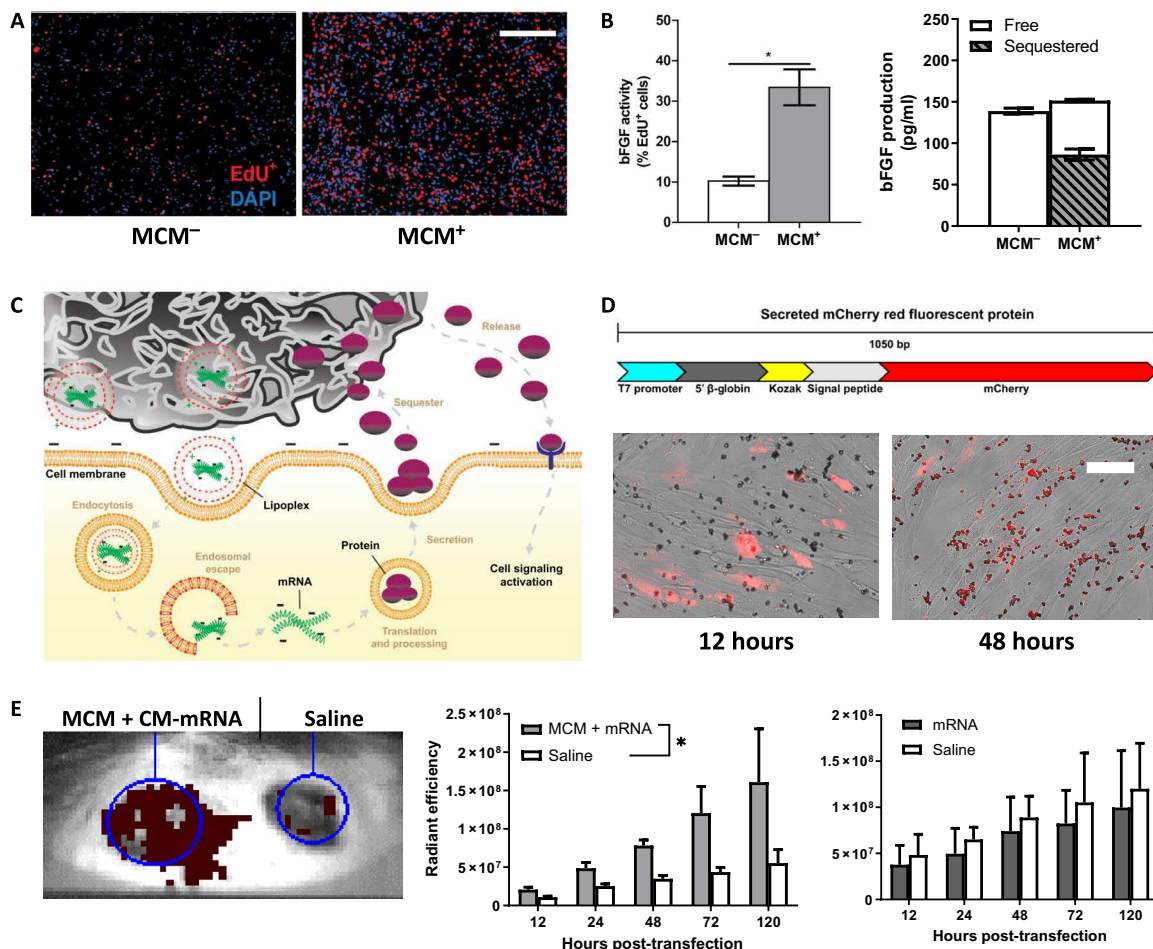 A
EdU⁺
DAPI
MCM⁻
MCM⁺
B
bFGF activity
(% EdU⁺ cells)
50
40
30
20
10
0
*
MCM⁻
MCM⁺
bFGF production
(pg/ml)
0
50
100
150
200
250
Free
Sequestered
MCM⁻
MCM⁺
C
Release
Sequester
Cell membrane
Lipoplex
Endocytosis
Endosomal
escape
mRNA
Protein
Secretion
Translation
and processing
Cell signaling
activation
D
Secreted mCherry red fluorescent protein
1050 bp
T7 promoter
5′ β-globin
Kozak
Signal peptide
mCherry
12 hours
48 hours
E
MCM + CM-mRNA
Saline
Radiant efficiency
2.5×10⁸
2×10⁸
1.5×10⁸
1×10⁸
5×10⁷
0
MCM + mRNA
Saline
*
12 24 48 72 120
Hours post-transfection
2×10⁸
1.5×10⁸
1×10⁸
5×10⁷
0
mRNA
Saline
12 24 48 72 120
Hours post-transfection